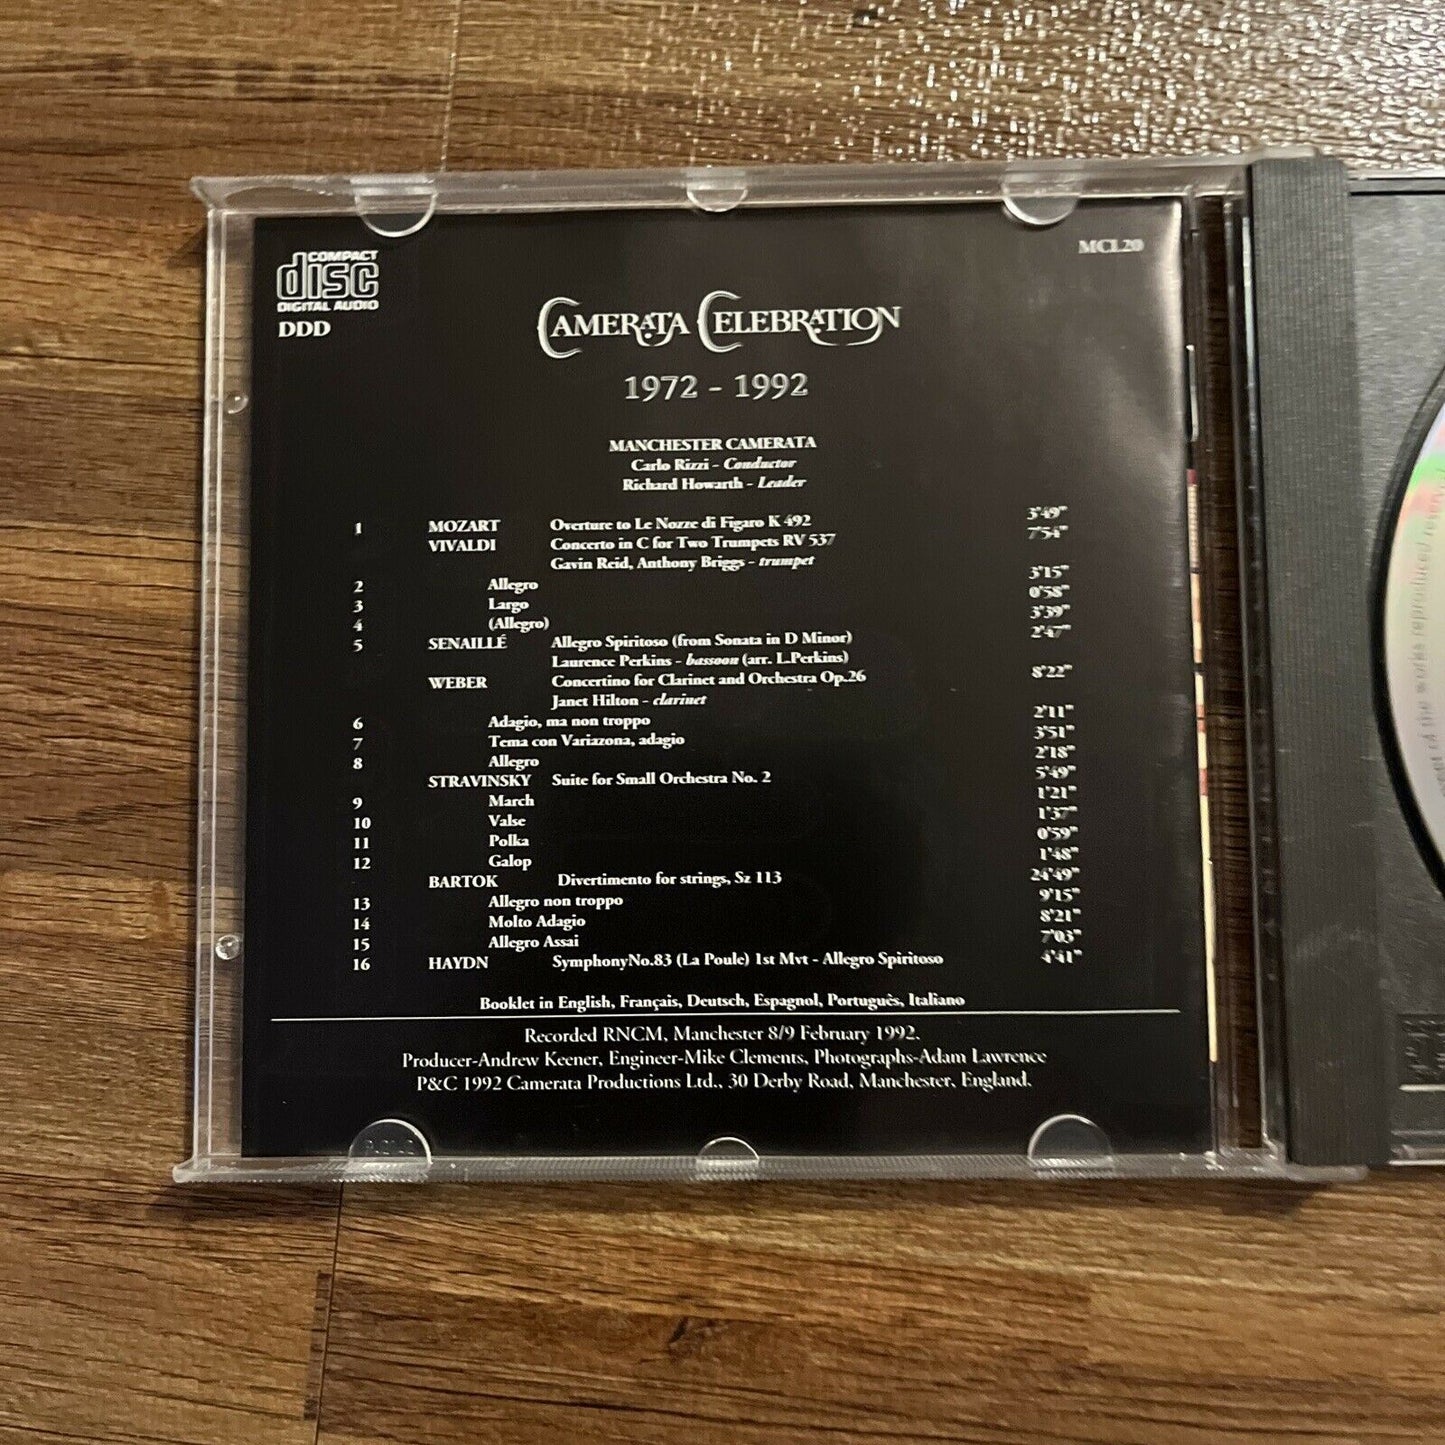 COMPACT
disc
DIGITAL AUDIO
DDD
MCL20
CAMERATA CELEBRATION
1972 - 1992
MANCHESTER CAMERATA
Carlo Rizzi - Conductor
Richard Howarth - Leader
1 MOZART Overture to Le Nozze di Figaro K 492 3'49"
VIVALDI Concerto in C for Two Trumpets RV 537 7'54"
Gavin Reid, Anthony Briggs - trumpet
2 Allegro 3'15"
3 Largo 0'58"
4 (Allegro) 3'39"
5 SENAILLÉ Allegro Spiritoso (from Sonata in D Minor) 2'47"
Laurence Perkins - bassoon (arr. L.Perkins)
WEBER Concertino for Clarinet and Orchestra Op.26 8'22"
Janet Hilton - clarinet
6 Adagio, ma non troppo 2'11"
7 Tema con Variazona, adagio 3'51"
8 Allegro 2'18"
STRAVINSKY Suite for Small Orchestra No. 2 5'49"
9 March 1'21"
10 Valse 1'37"
11 Polka 0'59"
12 Galop 1'48"
BARTOK Divertimento for strings, Sz 113 24'49"
13 Allegro non troppo 9'15"
14 Molto Adagio 8'21"
15 Allegro Assai 7'03"
16 HAYDN SymphonyNo.83 (La Poule) 1st Mvt - Allegro Spiritoso 4'41"
Booklet in English, Français, Deutsch, Espagnol, Portuguès, Italiano
Recorded RNCM, Manchester 8/9 February 1992.
Producer-Andrew Keener, Engineer-Mike Clements, Photographs-Adam Lawrence
P&C 1992 Camerata Productions Ltd., 30 Derby Road, Manchester, England.
of the works reproduced